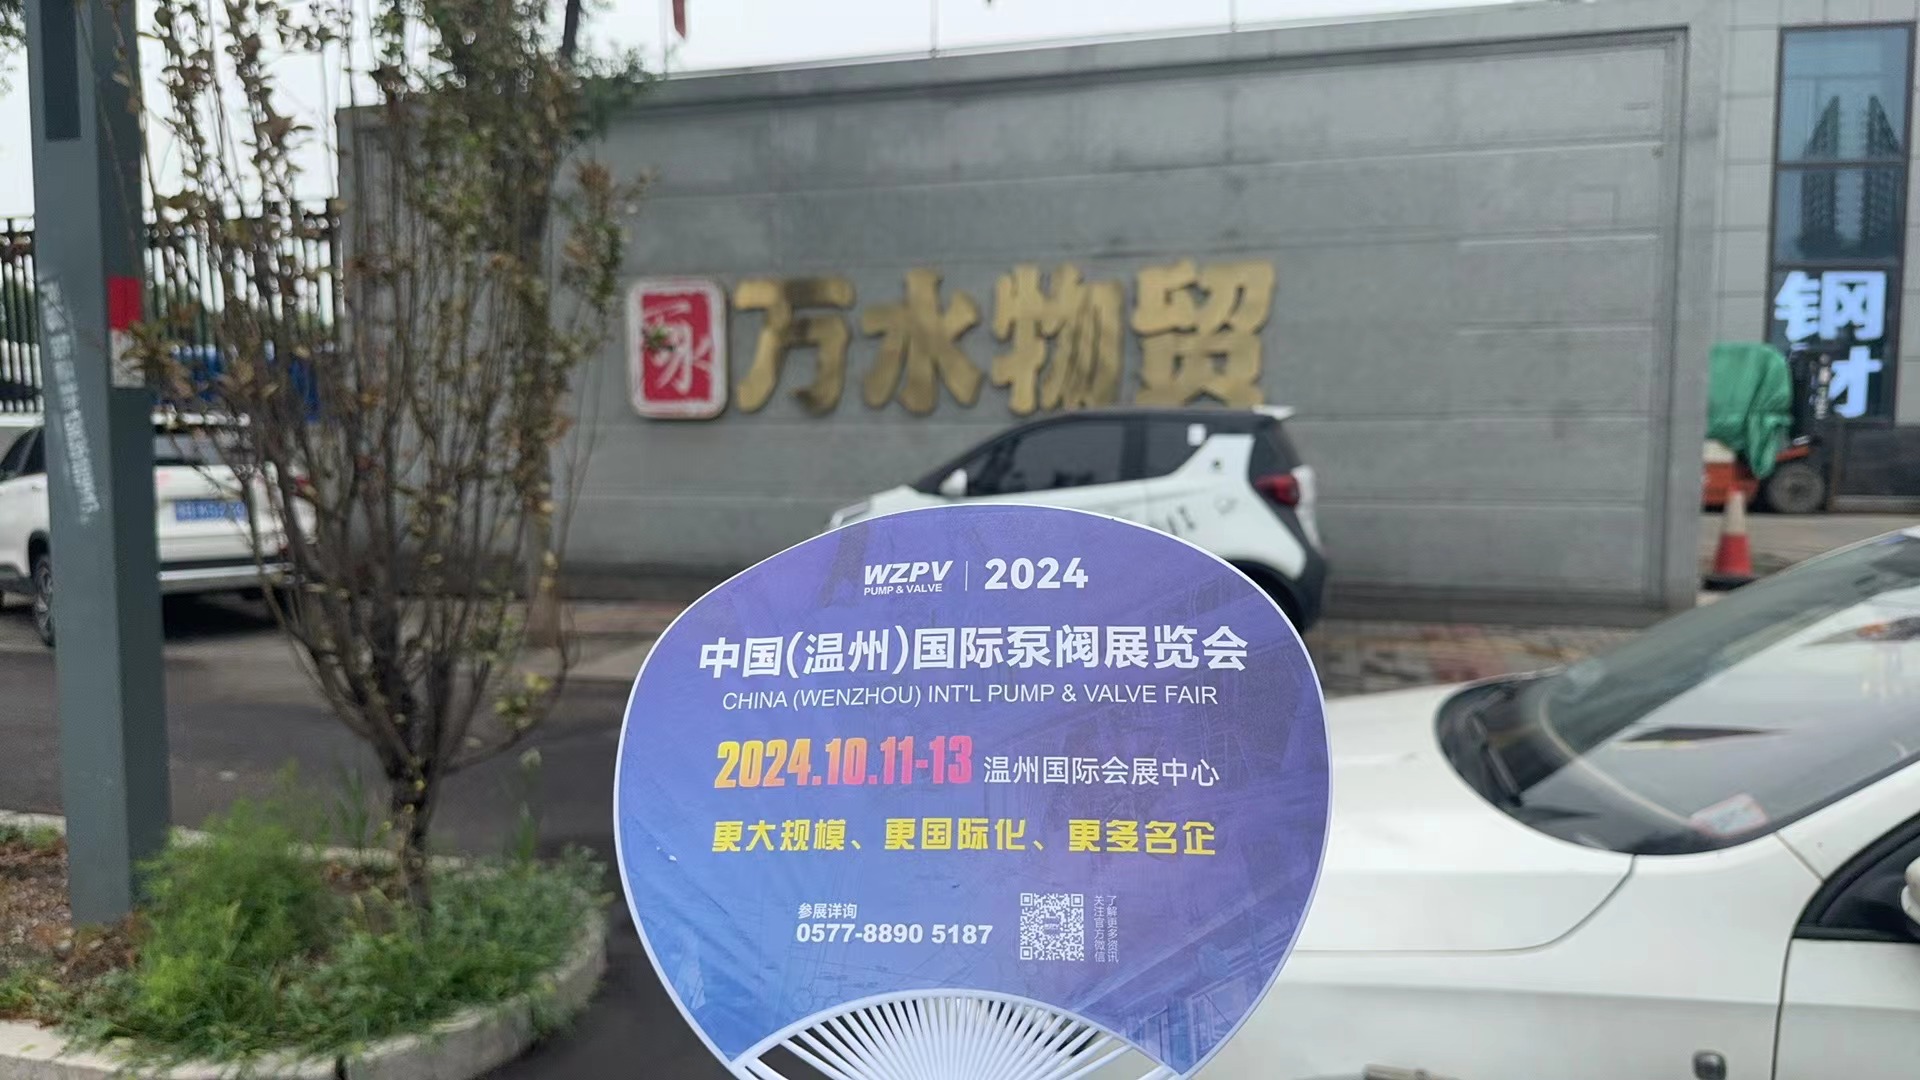 万水物贸
钢材
WZPV
PUMP & VALVE
2024
中国(温州)国际泵阀展览会
CHINA (WENZHOU) INT'L PUMP & VALVE FAIR
2024.10.11-13 温州国际会展中心
更大规模、更国际化、更多名企
参展详询
0577-8890 5187
了解更多资讯
关注官方微信